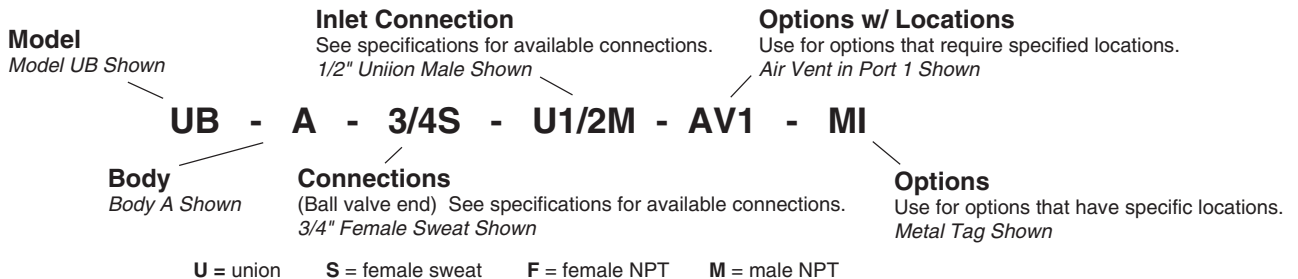 Model
Model UB Shown
Inlet Connection
See specifications for available connections.
1/2" Uniion Male Shown
Options w/ Locations
Use for options that require specified locations.
Air Vent in Port 1 Shown
UB - A - 3/4S - U1/2M - AV1 - MI
Body
Body A Shown
Connections
(Ball valve end) See specifications for available connections.
3/4" Female Sweat Shown
Options
Use for options that have specific locations.
Metal Tag Shown
U = union S = female sweat F = female NPT M = male NPT